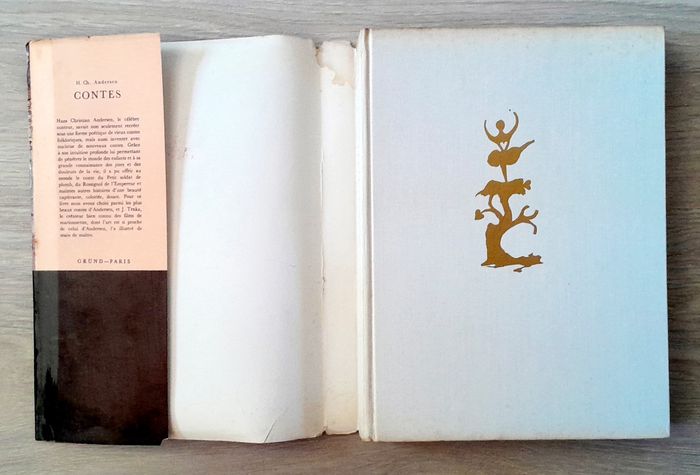 H. Ch. Andersen
CONTES
Hans Christian Andersen, le célèbre
conteur, savait non seulement recréer
sous une forme poétique de vieux contes
folkloriques, mais aussi inventer avec
maîtrise de nouveaux contes. Grâce
à son intuition profonde lui permettant
de pénétrer le monde des enfants et à sa
grande connaissance des joies et des
douleurs de la vie, il a pu offrir au
monde le conte du Petit soldat de
plomb, du Rossignol de l'Empereur et
maintes autres histoires d'une beauté
captivante, colorée, douce. Pour ce
livre nous avons choisi parmi les plus
beaux contes d'Andersen, et J. Trnka,
le créateur bien connu des films de
marionnettes, dont l'art est si proche
de celui d'Andersen, l'a illustré de
main de maître.
GRÜND—PARIS